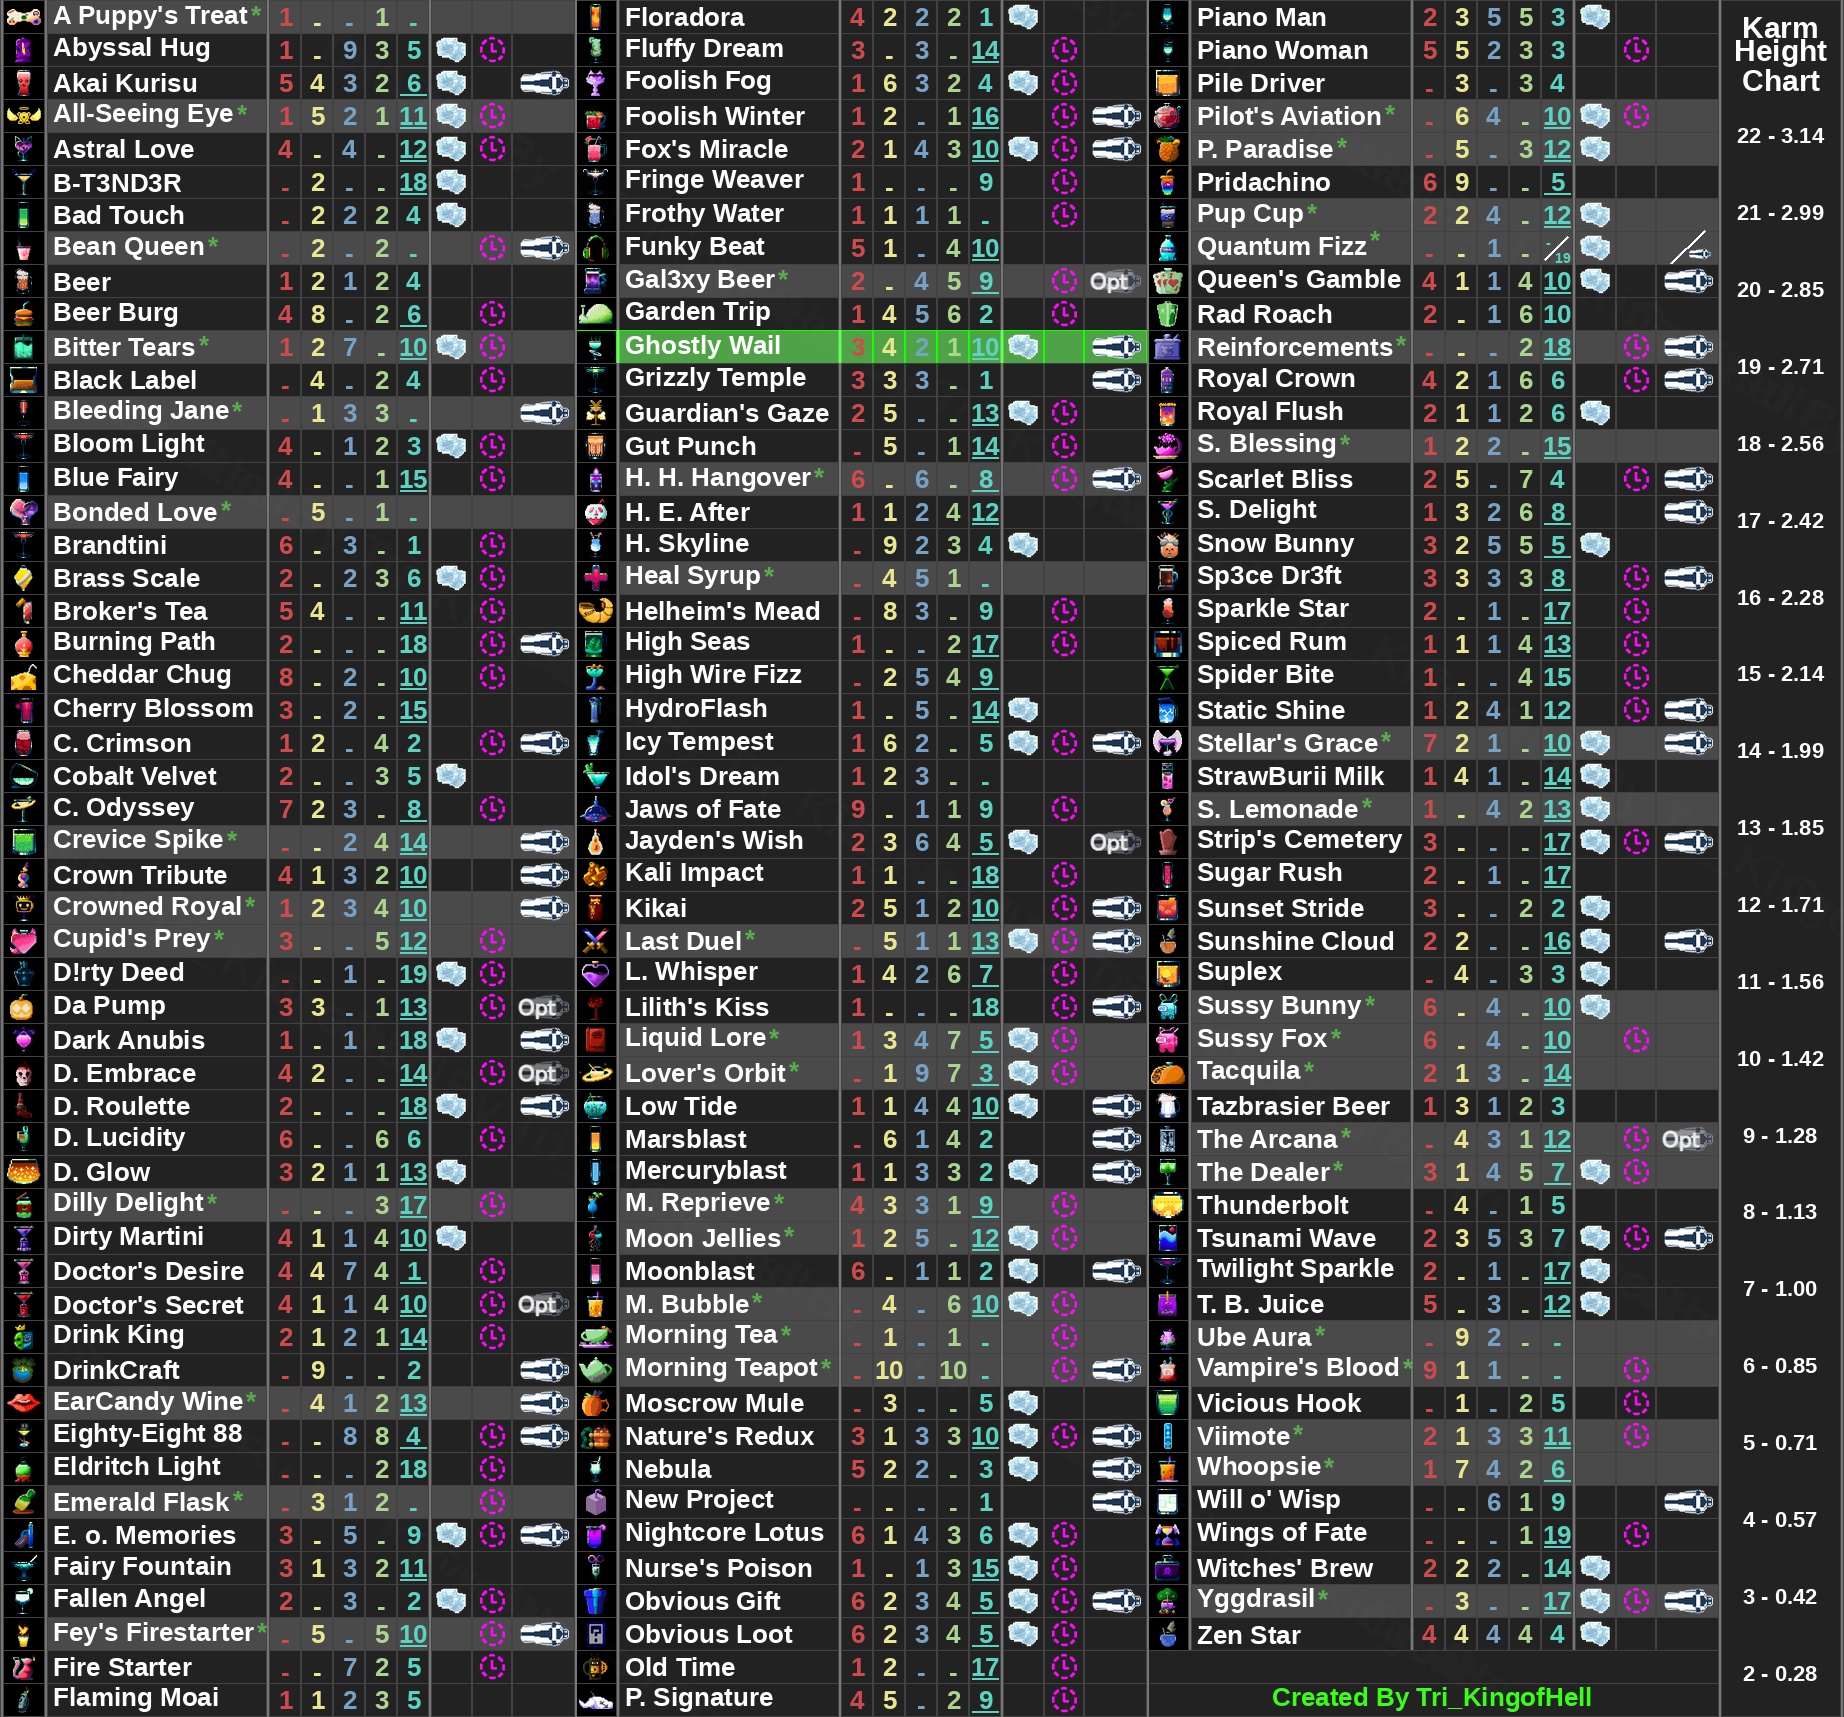 A Puppy's Treat* 1 - - 1 -
Abyssal Hug 1 - 9 3 5
Akai Kurisu 5 4 3 2 6
All-Seeing Eye* 1 5 2 1 11
Astral Love 4 - 4 - 12
B-T3ND3R - 2 - - 18
Bad Touch - 2 2 2 4
Bean Queen* - 2 - 2 -
Beer 1 2 1 2 4
Beer Burg 4 8 - 2 6
Bitter Tears* 1 2 7 - 10
Black Label - 4 - 2 4
Bleeding Jane* - 1 3 3 -
Bloom Light 4 - 1 2 3
Blue Fairy 4 - - 1 15
Bonded Love* - 5 - 1 -
Brandtini 6 - 3 - 1
Brass Scale 2 - 2 3 6
Broker's Tea 5 4 - - 11
Burning Path 2 - - - 18
Cheddar Chug 8 - 2 - 10
Cherry Blossom 3 - 2 - 15
C. Crimson 1 2 - 4 2
Cobalt Velvet 2 - - 3 5
C. Odyssey 7 2 3 - 8
Crevice Spike* - - 2 4 14
Crown Tribute 4 1 3 2 10
Crowned Royal* 1 2 3 4 10
Cupid's Prey* 3 - - 5 12
D!rty Deed - - 1 - 19
Da Pump 3 3 - 1 13 Opt
Dark Anubis 1 - 1 - 18
D. Embrace 4 2 - - 14 Opt
D. Roulette 2 - - - 18
D. Lucidity 6 - - 6 6
D. Glow 3 2 1 1 13
Dilly Delight* - - - 3 17
Dirty Martini 4 1 1 4 10
Doctor's Desire 4 4 7 4 1
Doctor's Secret 4 1 1 4 10 Opt
Drink King 2 1 2 1 14
DrinkCraft - 9 - - 2
EarCandy Wine* - 4 1 2 13
Eighty-Eight 88 - - 8 8 4
Eldritch Light - - - 2 18
Emerald Flask* - 3 1 2 -
E. o. Memories 3 - 5 - 9
Fairy Fountain 3 1 3 2 11
Fallen Angel 2 - 3 - 2
Fey's Firestarter* - 5 - 5 10
Fire Starter - - 7 2 5
Flaming Moai 1 1 2 3 5
Floradora 4 2 2 2 1
Fluffy Dream 3 - 3 - 14
Foolish Fog 1 6 3 2 4
Foolish Winter 1 2 - 1 16
Fox's Miracle 2 1 4 3 10
Fringe Weaver 1 - - - 9
Frothy Water 1 1 1 1 -
Funky Beat 5 1 - 4 10
Gal3xy Beer* 2 - 4 5 9 Opt
Garden Trip 1 4 5 6 2
Ghostly Wail 3 4 2 1 10
Grizzly Temple 3 3 3 - 1
Guardian's Gaze 2 5 - - 13
Gut Punch - 5 - 1 14
H. H. Hangover* 6 - 6 - 8
H. E. After 1 1 2 4 12
H. Skyline - 9 2 3 4
Heal Syrup* - 4 5 1 -
Helheim's Mead - 8 3 - 9
High Seas 1 - - 2 17
High Wire Fizz - 2 5 4 9
HydroFlash 1 - 5 - 14
Icy Tempest 1 6 2 - 5
Idol's Dream 1 2 3 - -
Jaws of Fate 9 - 1 1 9
Jayden's Wish 2 3 6 4 5 Opt
Kali Impact 1 1 - - 18
Kikai 2 5 1 2 10
Last Duel* - 5 1 1 13
L. Whisper 1 4 2 6 7
Lilith's Kiss 1 - - - 18
Liquid Lore* 1 3 4 7 5
Lover's Orbit* - 1 9 7 3
Low Tide 1 1 4 4 10
Marsblast - 6 1 4 2
Mercuryblast 1 1 3 3 2
M. Reprieve* 4 3 3 1 9
Moon Jellies* 1 2 5 - 12
Moonblast 6 - 1 1 2
M. Bubble* - 4 - 6 10
Morning Tea* - 1 - 1 -
Morning Teapot* - 10 - 10 -
Moscrow Mule - 3 - - 5
Nature's Redux 3 1 3 3 10
Nebula 5 2 2 - 3
New Project - - - - 1
Nightcore Lotus 6 1 4 3 6
Nurse's Poison 1 - 1 3 15
Obvious Gift 6 2 3 4 5
Obvious Loot 6 2 3 4 5
Old Time 1 2 - - 17
P. Signature 4 5 - 2 9
Piano Man 2 3 5 5 3
Piano Woman 5 5 2 3 3
Pile Driver - 3 - 3 4
Pilot's Aviation* - 6 4 - 10
P. Paradise* - 5 - 3 12
Pridachino 6 9 - - 5
Pup Cup* 2 2 4 - 12
Quantum Fizz* - - 1 - -/19
Queen's Gamble 4 1 1 4 10
Rad Roach 2 - 1 6 10
Reinforcements* - - - 2 18
Royal Crown 4 2 1 6 6
Royal Flush 2 1 1 2 6
S. Blessing* 1 2 2 - 15
Scarlet Bliss 2 5 - 7 4
S. Delight 1 3 2 6 8
Snow Bunny 3 2 5 5 5
Sp3ce Dr3ft 3 3 3 3 8
Sparkle Star 2 - 1 - 17
Spiced Rum 1 1 1 4 13
Spider Bite 1 - - 4 15
Static Shine 1 2 4 1 12
Stellar's Grace* 7 2 1 - 10
StrawBurii Milk 1 4 1 - 14
S. Lemonade* 1 - 4 2 13
Strip's Cemetery 3 - - - 17
Sugar Rush 2 - 1 - 17
Sunset Stride 3 - - 2 2
Sunshine Cloud 2 2 - - 16
Suplex - 4 - 3 3
Sussy Bunny* 6 - 4 - 10
Sussy Fox* 6 - 4 - 10
Tacquila* 2 1 3 - 14
Tazbrasier Beer 1 3 1 2 3
The Arcana* - 4 3 1 12 Opt
The Dealer* 3 1 4 5 7
Thunderbolt - 4 - 1 5
Tsunami Wave 2 3 5 3 7
Twilight Sparkle 2 - 1 - 17
T. B. Juice 5 - 3 - 12
Ube Aura* - 9 2 - -
Vampire's Blood* 9 1 1 - -
Vicious Hook - 1 - 2 5
Viimote* 2 1 3 3 11
Whoopsie* 1 7 4 2 6
Will o' Wisp - - 6 1 9
Wings of Fate - - - 1 19
Witches' Brew 2 2 2 - 14
Yggdrasil* - 3 - - 17
Zen Star 4 4 4 4 4
Created By Tri_KingofHell
Karm
Height
Chart
22 - 3.14
21 - 2.99
20 - 2.85
19 - 2.71
18 - 2.56
17 - 2.42
16 - 2.28
15 - 2.14
14 - 1.99
13 - 1.85
12 - 1.71
11 - 1.56
10 - 1.42
9 - 1.28
8 - 1.13
7 - 1.00
6 - 0.85
5 - 0.71
4 - 0.57
3 - 0.42
2 - 0.28